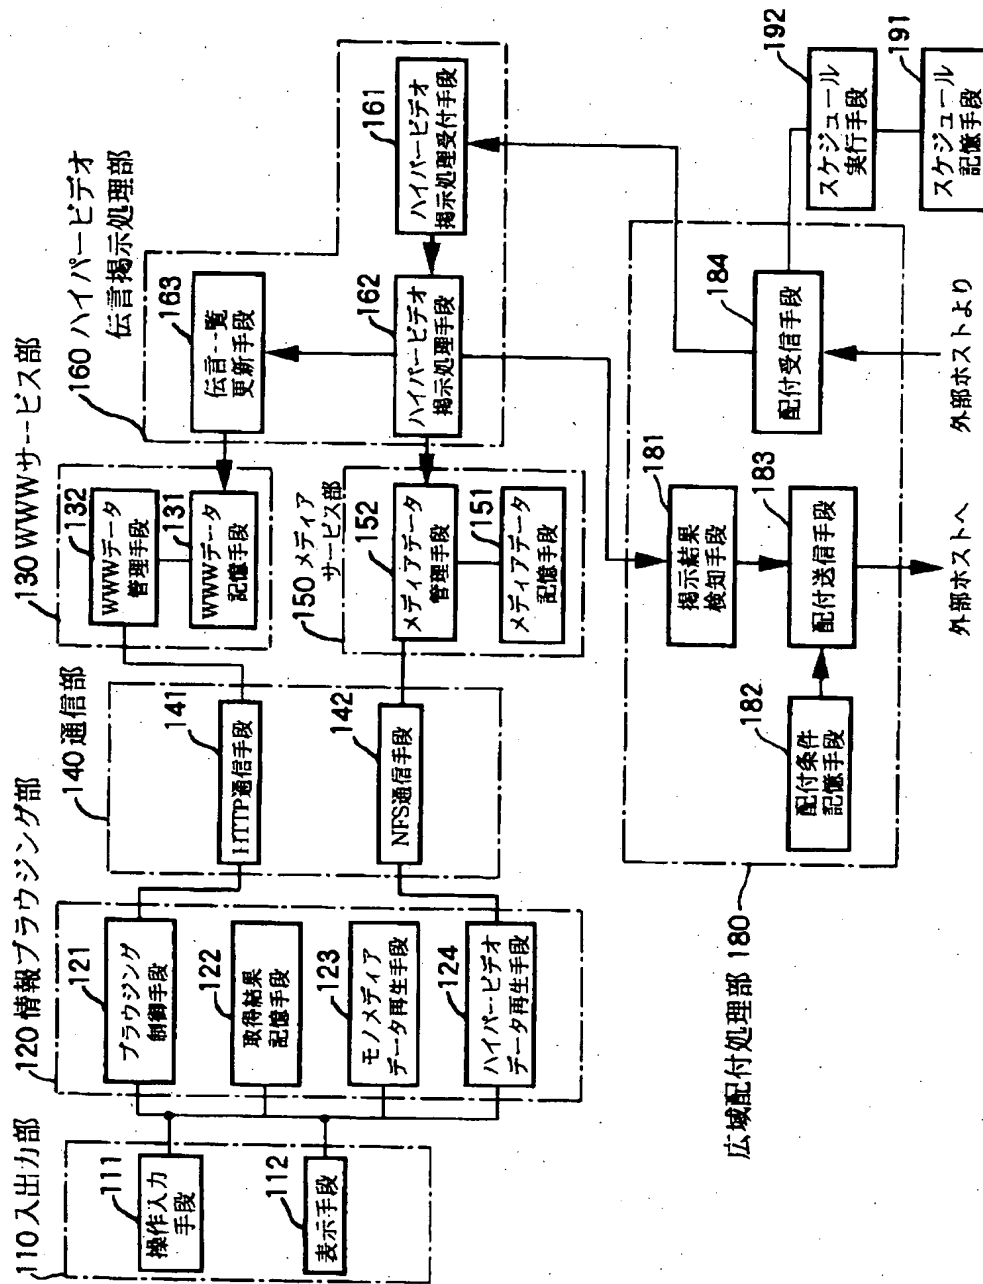 110 入出力部
111
操作入力
手段
112
表示手段
120 情報ブラウジング部
121
ブラウジング
制御手段
122
取得結果
記憶手段
123
モノメディア
データ再生手段
124
ハイパービデオ
データ再生手段
140 通信部
141
HTTP通信手段
142
NFS通信手段
130 WWWサービス部
132
WWWデータ
管理手段
131
WWWデータ
記憶手段
150 メディア
サービス部
152
メディアデータ
管理手段
151
メディアデータ
記憶手段
160 ハイパービデオ
伝言掲示処理部
163
伝言一覧
更新手段
162
ハイパービデオ
掲示処理手段
161
ハイパービデオ
掲示処理受付手段
広域配付処理部 180
182
配付条件
記憶手段
181
掲示結果
検知手段
183
配付送信手段
184
配付受信手段
外部ホストへ
外部ホストより
192
スケジュール
実行手段
191
スケジュール
記憶手段